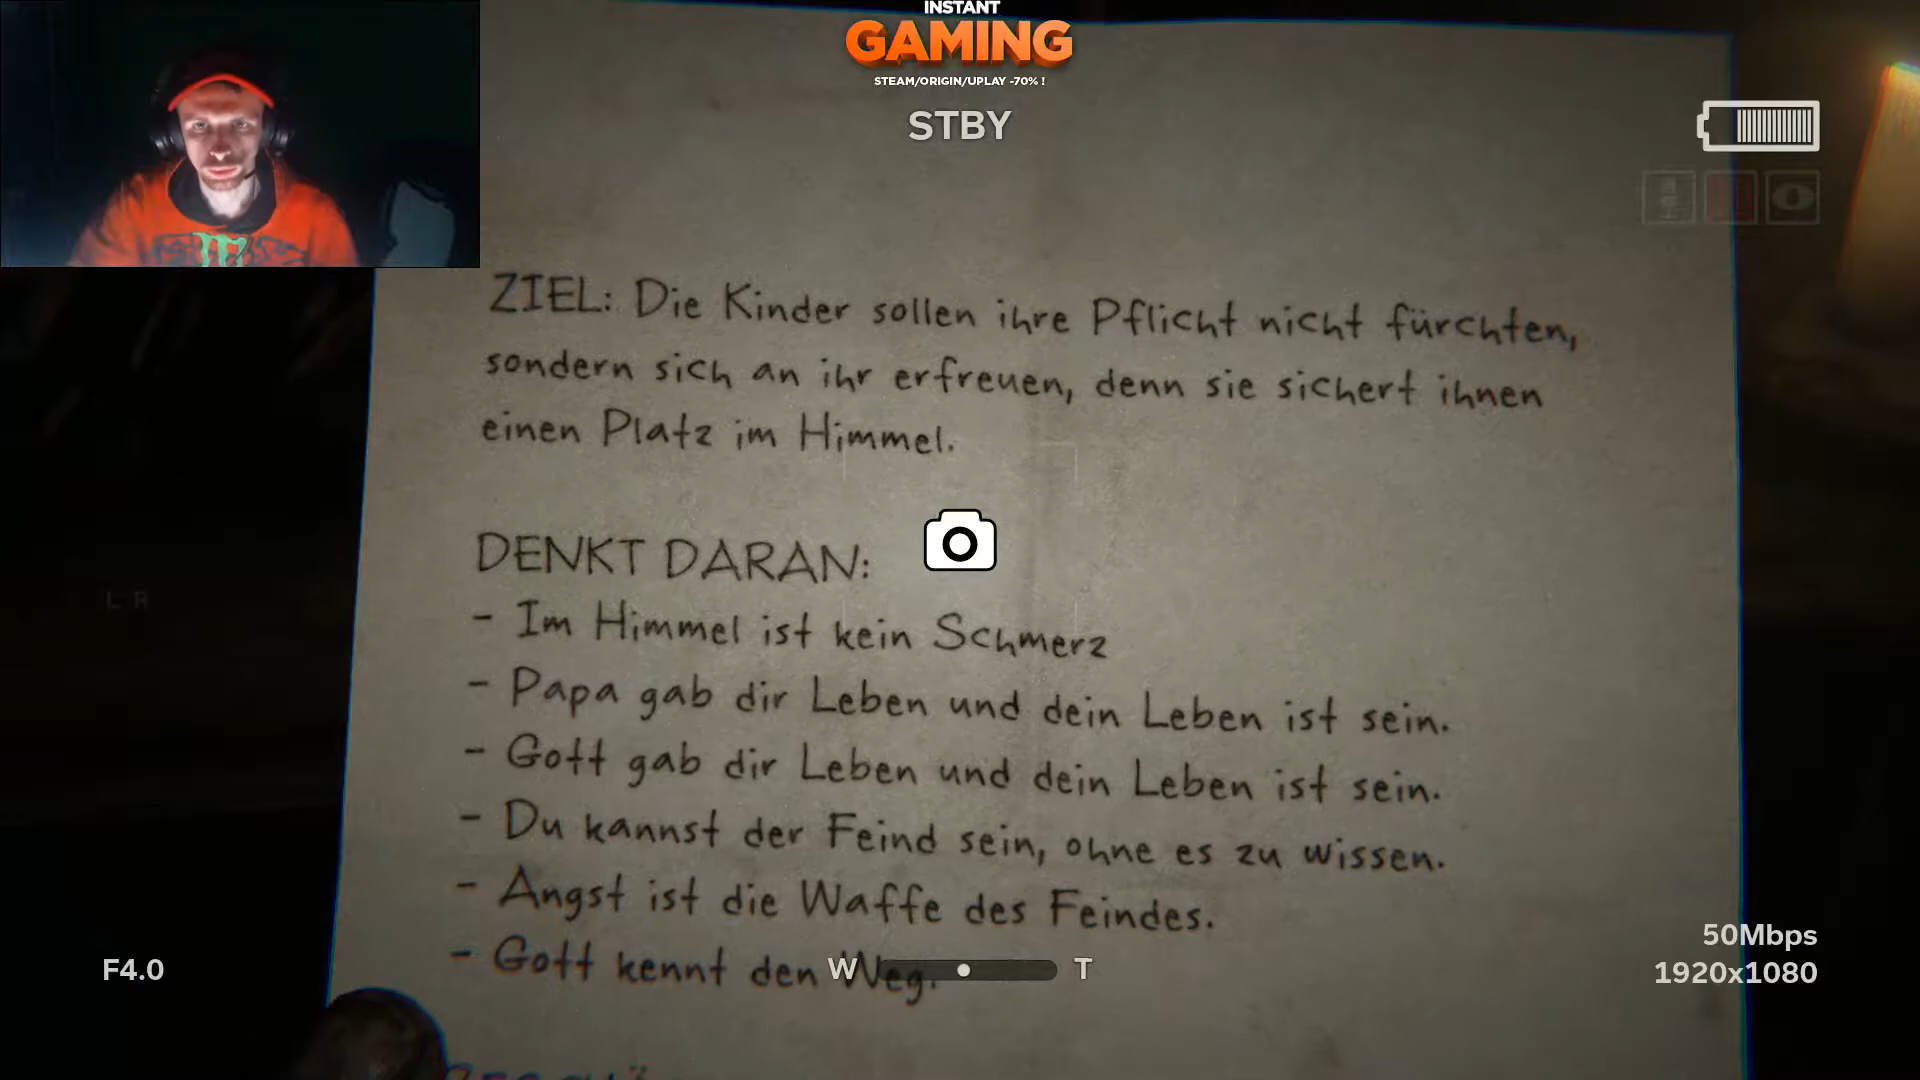 INSTANT
GAMING
STEAM/ORIGIN/UPLAY -70% !
STBY
ZIEL: Die Kinder sollen ihre Pflicht nicht fürchten,
sondern sich an ihr erfreuen, denn sie sichert ihnen
einen Platz im Himmel.
DENKT DARAN:
- Im Himmel ist kein Schmerz
- Papa gab dir Leben und dein Leben ist sein.
- Gott gab dir Leben und dein Leben ist sein.
- Du kannst der Feind sein, ohne es zu wissen.
- Angst ist die Waffe des Feindes.
- Gott kennt den Weg.
L R
W T
F4.0
50Mbps
1920x1080